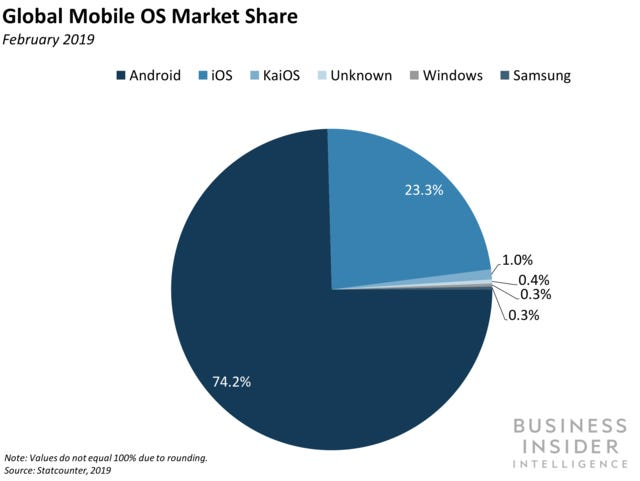 Global Mobile OS Market Share
February 2019
Android iOS KaiOS Unknown Windows Samsung
23.3%
1.0%
0.4%
0.3%
0.3%
74.2%
BUSINESS
INSIDER
INTELLIGENCE
Note: Values do not equal 100% due to rounding.
Source: Statcounter, 2019